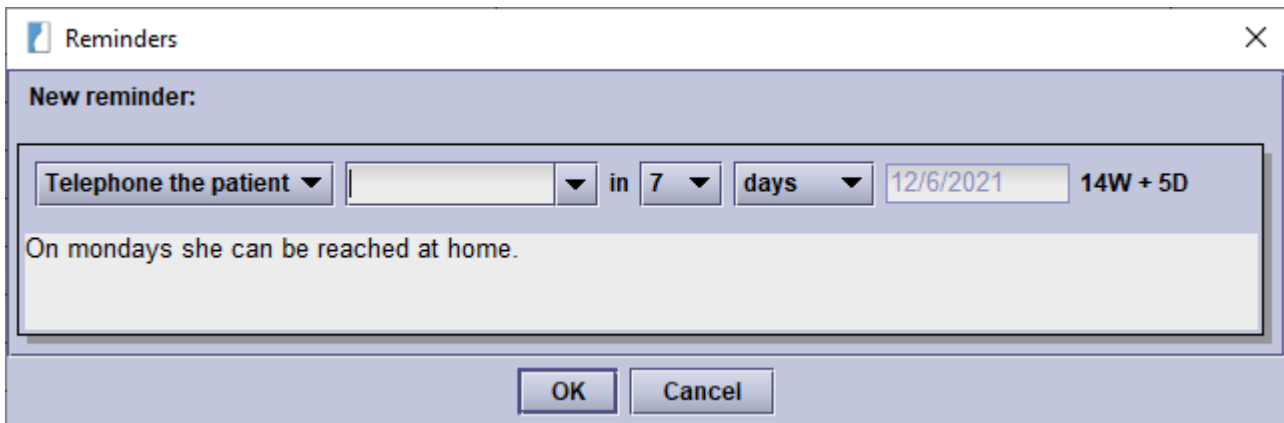 Reminders
New reminder:
Telephone the patient in 7 days 12/6/2021 14W + 5D
On mondays she can be reached at home.
OK Cancel